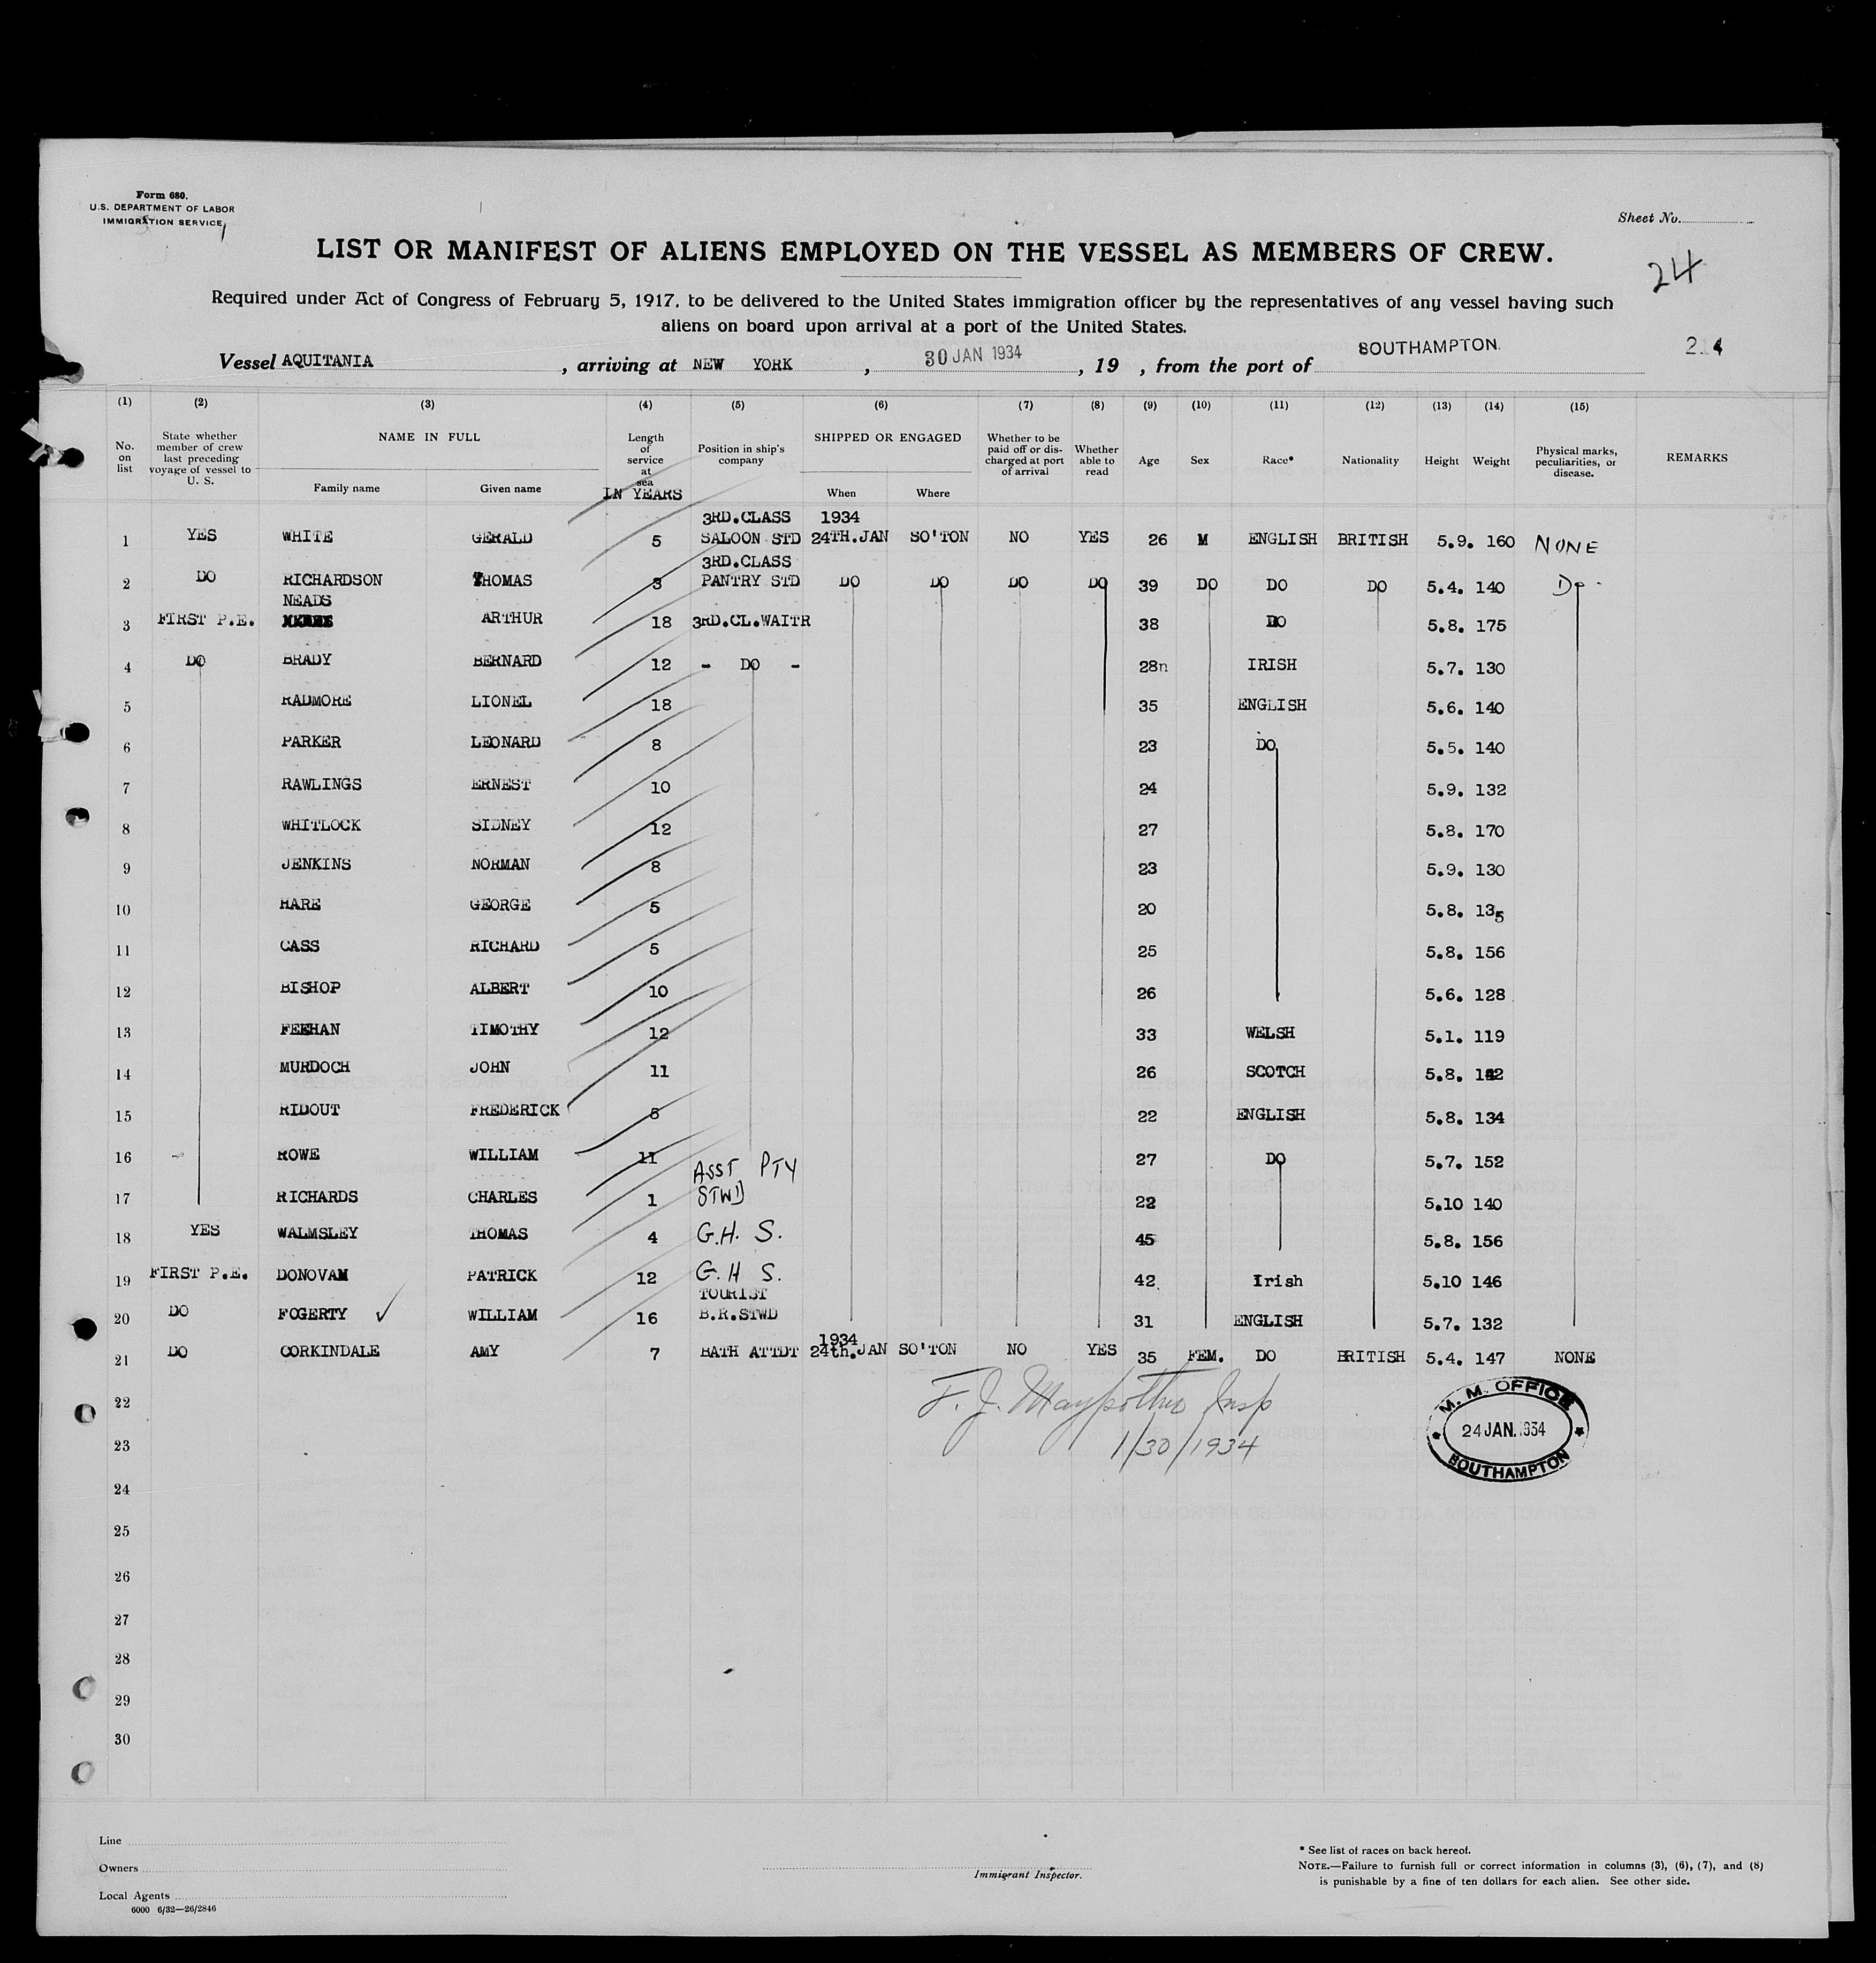 Form 680.
U.S. DEPARTMENT OF LABOR
IMMIGRATION SERVICE
Sheet No.
LIST OR MANIFEST OF ALIENS EMPLOYED ON THE VESSEL AS MEMBERS OF CREW.
24
Required under Act of Congress of February 5, 1917, to be delivered to the United States immigration officer by the representatives of any vessel having such
aliens on board upon arrival at a port of the United States.
Vessel AQUITANIA , arriving at NEW YORK , 30 JAN 1934 , 19 , from the port of SOUTHAMPTON. 214
(1) (2) (3) (4) (5) (6) (7) (8) (9) (10) (11) (12) (13) (14) (15)
No. on list State whether member of crew last preceding voyage of vessel to U. S. NAME IN FULL Family name Given name Length of service at sea IN YEARS Position in ship's company SHIPPED OR ENGAGED When Where Whether to be paid off or discharged at port of arrival Whether able to read Age Sex Race* Nationality Height Weight Physical marks, peculiarities, or disease. REMARKS
3RD.CLASS 1934
1 YES WHITE GERALD 5 SALOON STD 24TH.JAN SO'TON NO YES 26 M ENGLISH BRITISH 5.9. 160 NONE
3RD.CLASS
2 DO RICHARDSON THOMAS 3 PANTRY STD DO DO DO DO 39 DO DO DO 5.4. 140 Do -
NEADS
3 FIRST P.E. ARTHUR 18 3RD.CL.WAITR 38 DO 5.8. 175
4 DO BRADY BERNARD 12 - DO - 28n IRISH 5.7. 130
5 RADMORE LIONEL 18 35 ENGLISH 5.6. 140
6 PARKER LEONARD 8 23 DO 5.5. 140
7 RAWLINGS ERNEST 10 24 5.9. 132
8 WHITLOCK SIDNEY 12 27 5.8. 170
9 JENKINS NORMAN 8 23 5.9. 130
10 HARE GEORGE 5 20 5.8. 135
11 CASS RICHARD 5 25 5.8. 156
12 BISHOP ALBERT 10 26 5.6. 128
13 FEEHAN TIMOTHY 12 33 WELSH 5.1. 119
14 MURDOCH JOHN 11 26 SCOTCH 5.8.
15 RIDOUT FREDERICK 22 ENGLISH 5.8. 134
16 ROWE WILLIAM 11 27 DO 5.7. 152
ASST PTY
17 RICHARDS CHARLES 1 STWD 22 5.10 140
18 YES WALMSLEY THOMAS 4 G.H. S. 45 5.8. 156
19 FIRST P.E. DONOVAN PATRICK 12 G.H S. 42 Irish 5.10 146
TOURIST
20 DO FOGERTY ✓ WILLIAM 16 B.R.STWD 31 ENGLISH 5.7. 132
1934
21 DO CORKINDALE AMY 7 BATH ATTDT 24th.JAN SO'TON NO YES 35 FEM. DO BRITISH 5.4. 147 NONE
22
F. J. Insp
1/30/1934
M. M. OFFICE
24 JAN. 1934
SOUTHAMPTON
23
24
25
26
27
28
29
30
Line
Owners
Local Agents
6000 6/32—26/2846
Immigrant Inspector.
* See list of races on back hereof.
NOTE.—Failure to furnish full or correct information in columns (3), (6), (7), and (8)
is punishable by a fine of ten dollars for each alien. See other side.